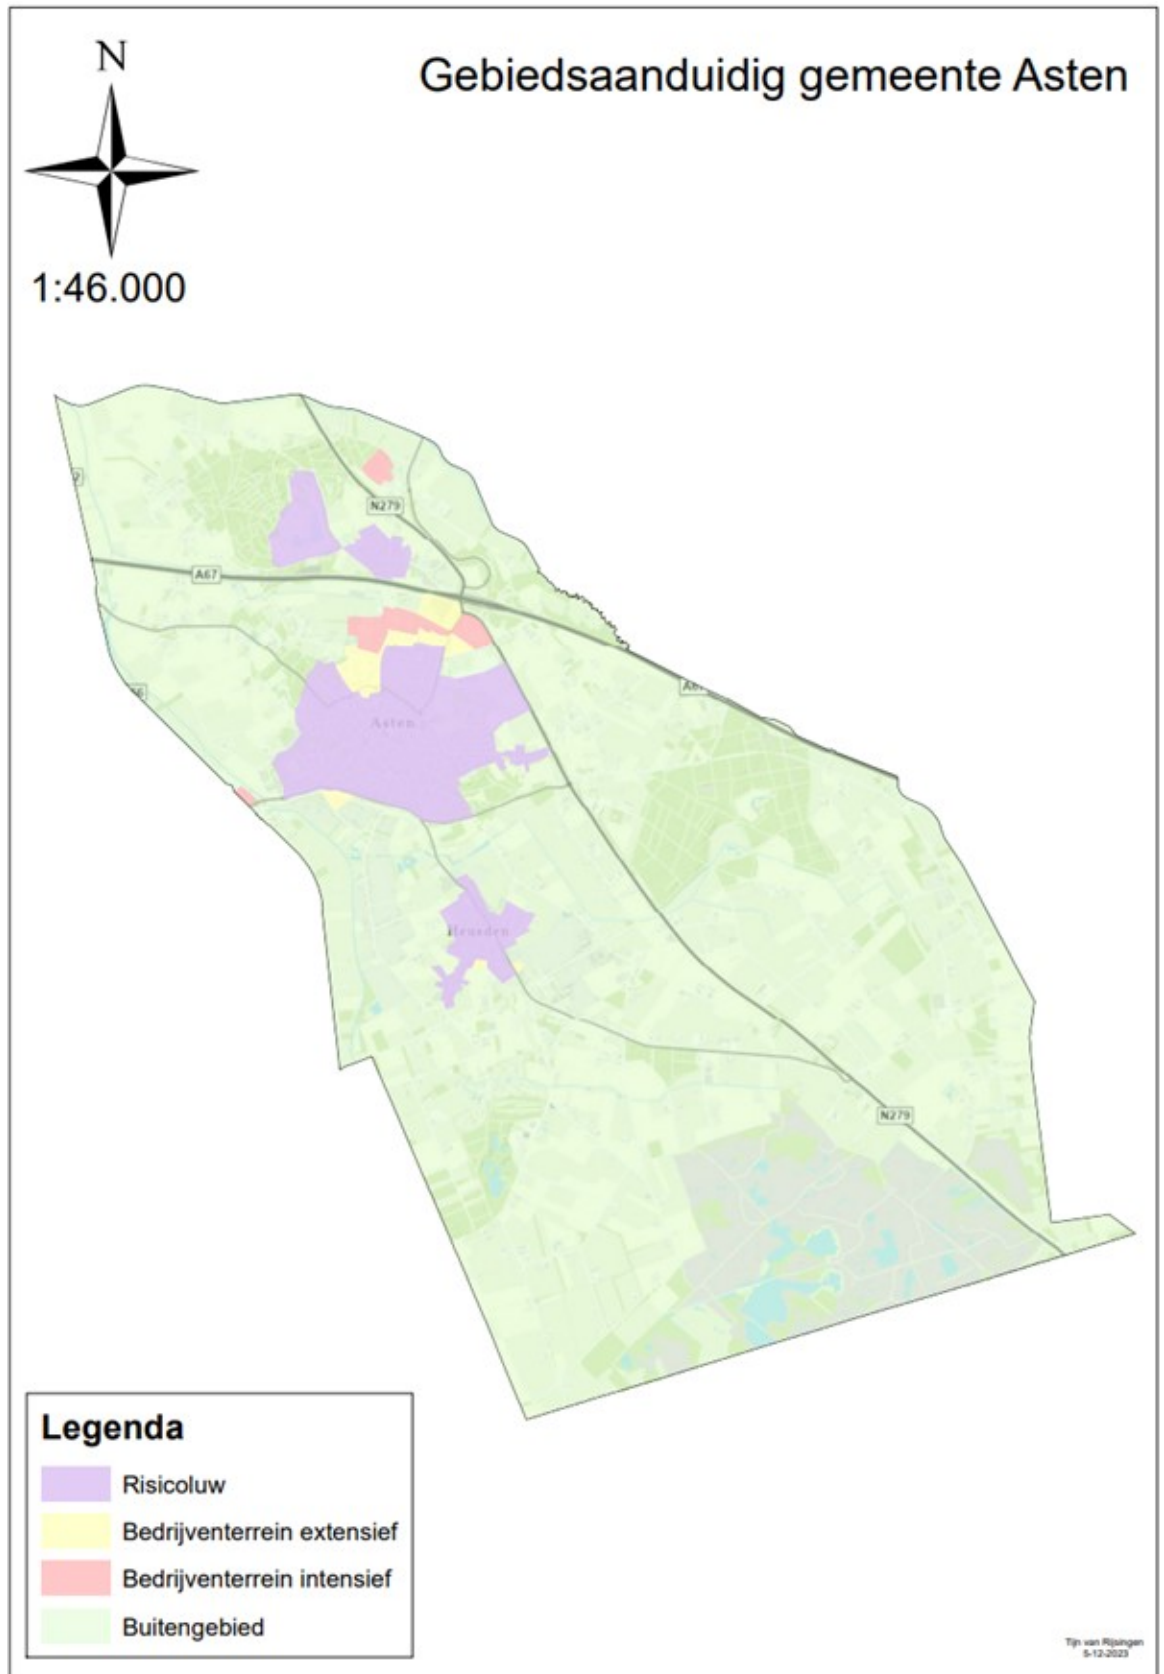 N
Gebiedsaanduidig gemeente Asten
1:46.000
N279
A67
Asten
Heusden
N279
Legenda
Risicoluw
Bedrijventerrein extensief
Bedrijventerrein intensief
Buitengebied
Tijn van Rijsingen
5-12-2023